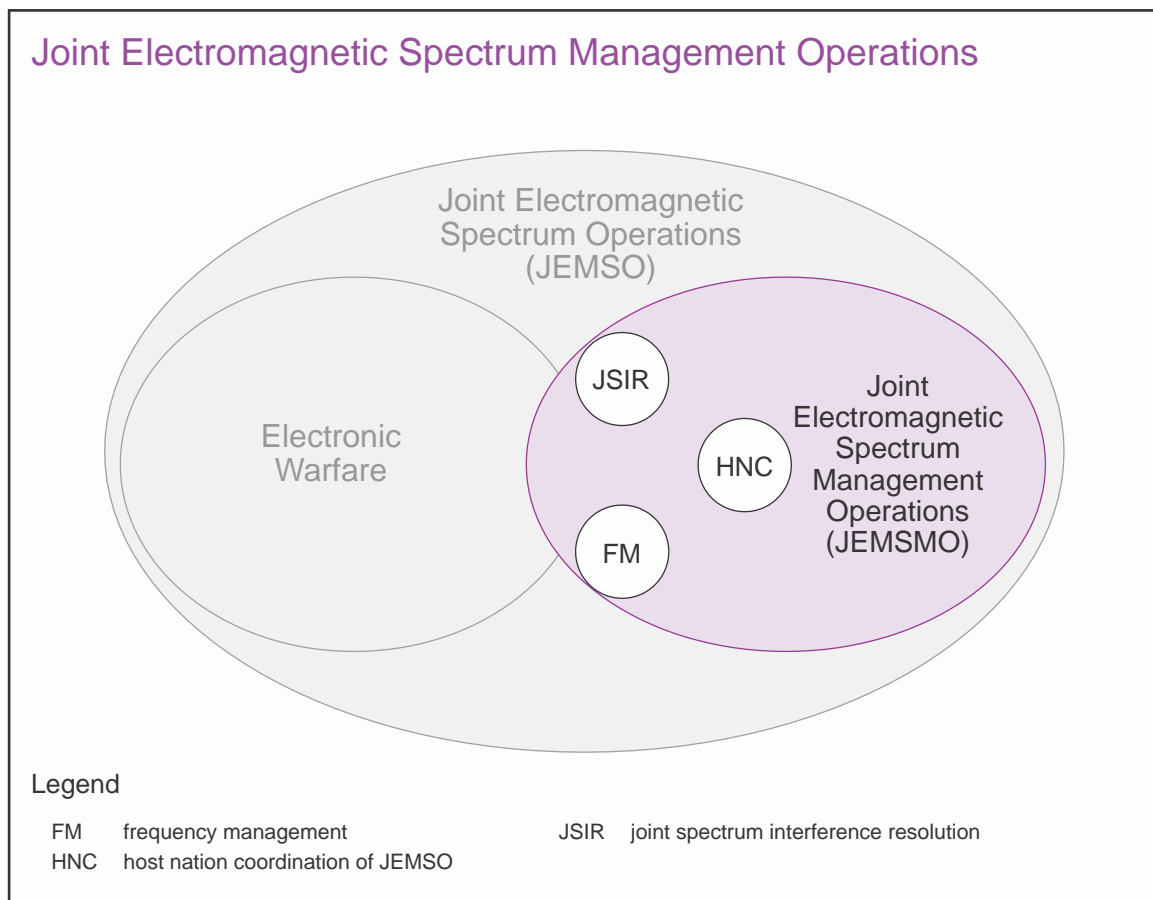 Joint Electromagnetic Spectrum Management Operations
Joint Electromagnetic
Spectrum Operations
(JEMSO)
Electronic
Warfare
JSIR
HNC
FM
Joint
Electromagnetic
Spectrum
Management
Operations
(JEMSMO)
Legend
FM frequency management
HNC host nation coordination of JEMSO
JSIR joint spectrum interference resolution